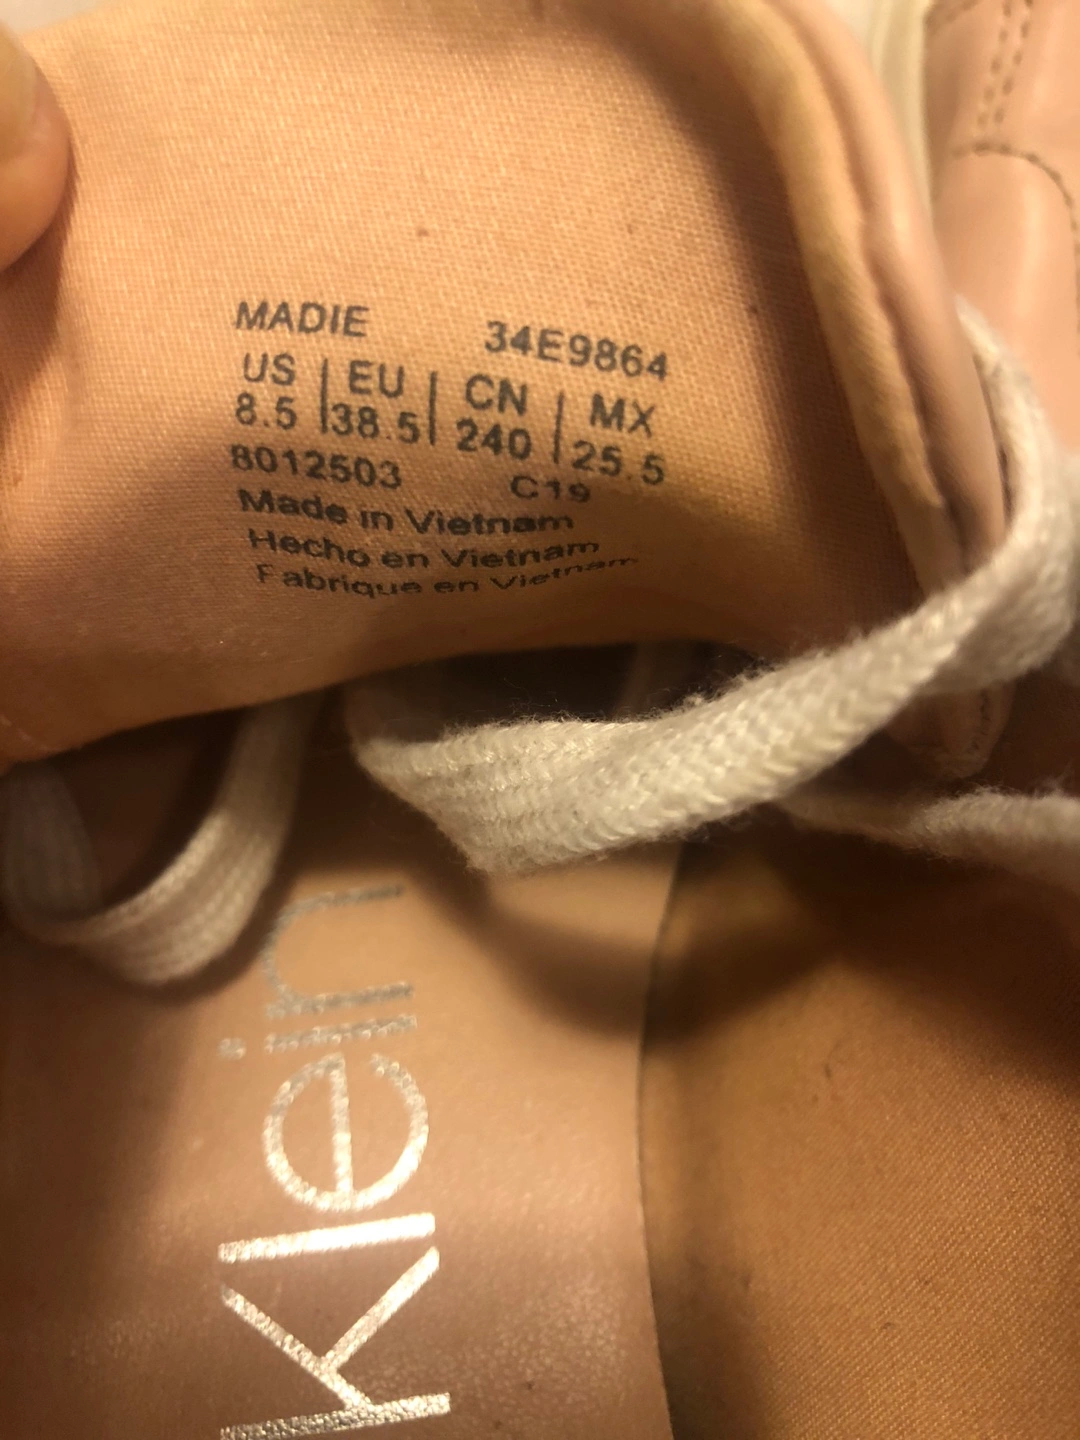 MADIE 34E9864
US | EU | CN | MX
8.5 | 38.5 | 240 | 25.5
8012503 C19
Made in Vietnam
Hecho en Vietnam
Fabrique en Vietnam
klein